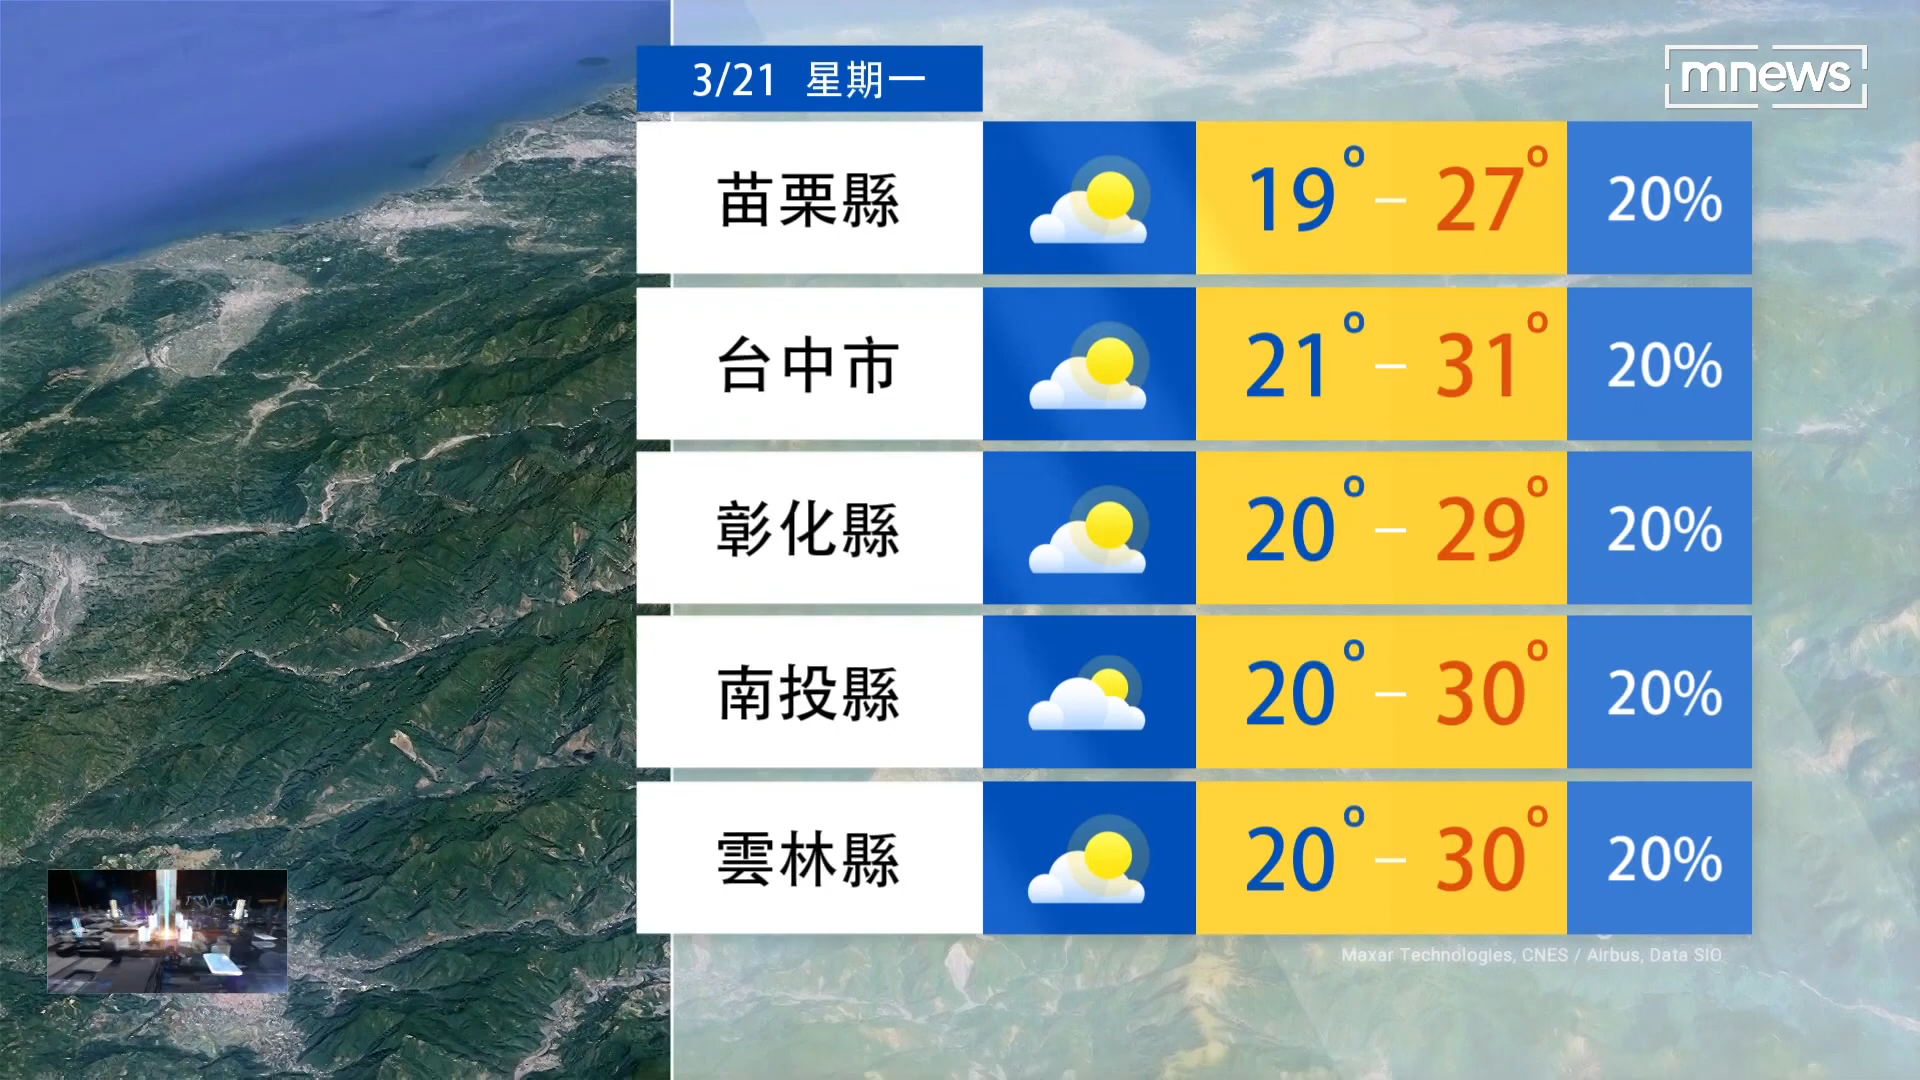 3/21 星期一
mnews
苗栗縣 19° – 27° 20%
台中市 21° – 31° 20%
彰化縣 20° – 29° 20%
南投縣 20° – 30° 20%
雲林縣 20° – 30° 20%
Maxar Technologies, CNES / Airbus, Data SIO